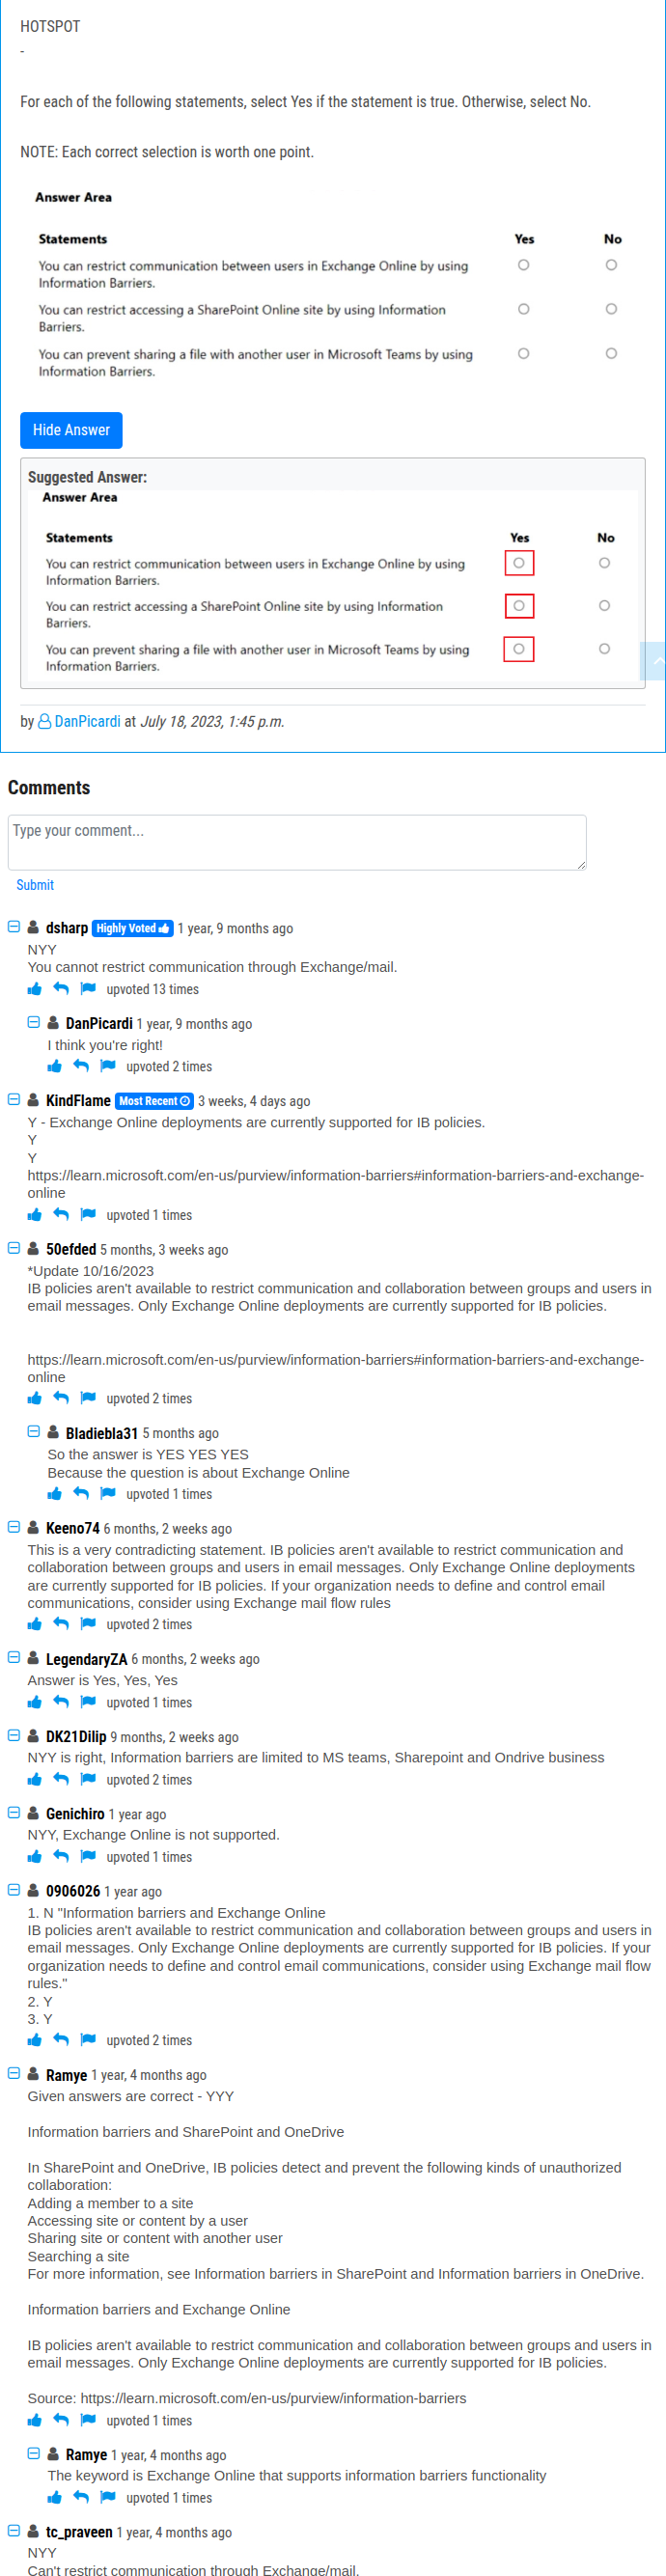 HOTSPOT
-
For each of the following statements, select Yes if the statement is true. Otherwise, select No.
NOTE: Each correct selection is worth one point.
Answer Area
Statements Yes No
You can restrict communication between users in Exchange Online by using
Information Barriers.
You can restrict accessing a SharePoint Online site by using Information
Barriers.
You can prevent sharing a file with another user in Microsoft Teams by using
Information Barriers.
Hide Answer
Suggested Answer:
Answer Area
Statements Yes No
You can restrict communication between users in Exchange Online by using
Information Barriers.
You can restrict accessing a SharePoint Online site by using Information
Barriers.
You can prevent sharing a file with another user in Microsoft Teams by using
Information Barriers.
by DanPicardi at July 18, 2023, 1:45 p.m.
Comments
Type your comment...
Submit
dsharp Highly Voted 1 year, 9 months ago
NYY
You cannot restrict communication through Exchange/mail.
upvoted 13 times
DanPicardi 1 year, 9 months ago
I think you're right!
upvoted 2 times
KindFlame Most Recent 3 weeks, 4 days ago
Y - Exchange Online deployments are currently supported for IB policies.
Y
Y
https://learn.microsoft.com/en-us/purview/information-barriers#information-barriers-and-exchange-
online
upvoted 1 times
50efded 5 months, 3 weeks ago
*Update 10/16/2023
IB policies aren't available to restrict communication and collaboration between groups and users in
email messages. Only Exchange Online deployments are currently supported for IB policies.
https://learn.microsoft.com/en-us/purview/information-barriers#information-barriers-and-exchange-
online
upvoted 2 times
Bladiebla31 5 months ago
So the answer is YES YES YES
Because the question is about Exchange Online
upvoted 1 times
Keeno74 6 months, 2 weeks ago
This is a very contradicting statement. IB policies aren't available to restrict communication and
collaboration between groups and users in email messages. Only Exchange Online deployments
are currently supported for IB policies. If your organization needs to define and control email
communications, consider using Exchange mail flow rules
upvoted 2 times
LegendaryZA 6 months, 2 weeks ago
Answer is Yes, Yes, Yes
upvoted 1 times
DK21Dilip 9 months, 2 weeks ago
NYY is right, Information barriers are limited to MS teams, Sharepoint and Ondrive business
upvoted 2 times
Genichiro 1 year ago
NYY, Exchange Online is not supported.
upvoted 1 times
0906026 1 year ago
1. N "Information barriers and Exchange Online
IB policies aren't available to restrict communication and collaboration between groups and users in
email messages. Only Exchange Online deployments are currently supported for IB policies. If your
organization needs to define and control email communications, consider using Exchange mail flow
rules."
2. Y
3. Y
upvoted 2 times
Ramye 1 year, 4 months ago
Given answers are correct - YYY
Information barriers and SharePoint and OneDrive
In SharePoint and OneDrive, IB policies detect and prevent the following kinds of unauthorized
collaboration:
Adding a member to a site
Accessing site or content by a user
Sharing site or content with another user
Searching a site
For more information, see Information barriers in SharePoint and Information barriers in OneDrive.
Information barriers and Exchange Online
IB policies aren't available to restrict communication and collaboration between groups and users in
email messages. Only Exchange Online deployments are currently supported for IB policies.
Source: https://learn.microsoft.com/en-us/purview/information-barriers
upvoted 1 times
Ramye 1 year, 4 months ago
The keyword is Exchange Online that supports information barriers functionality
upvoted 1 times
tc_praveen 1 year, 4 months ago
NYY
Can't restrict communication through Exchange/mail.